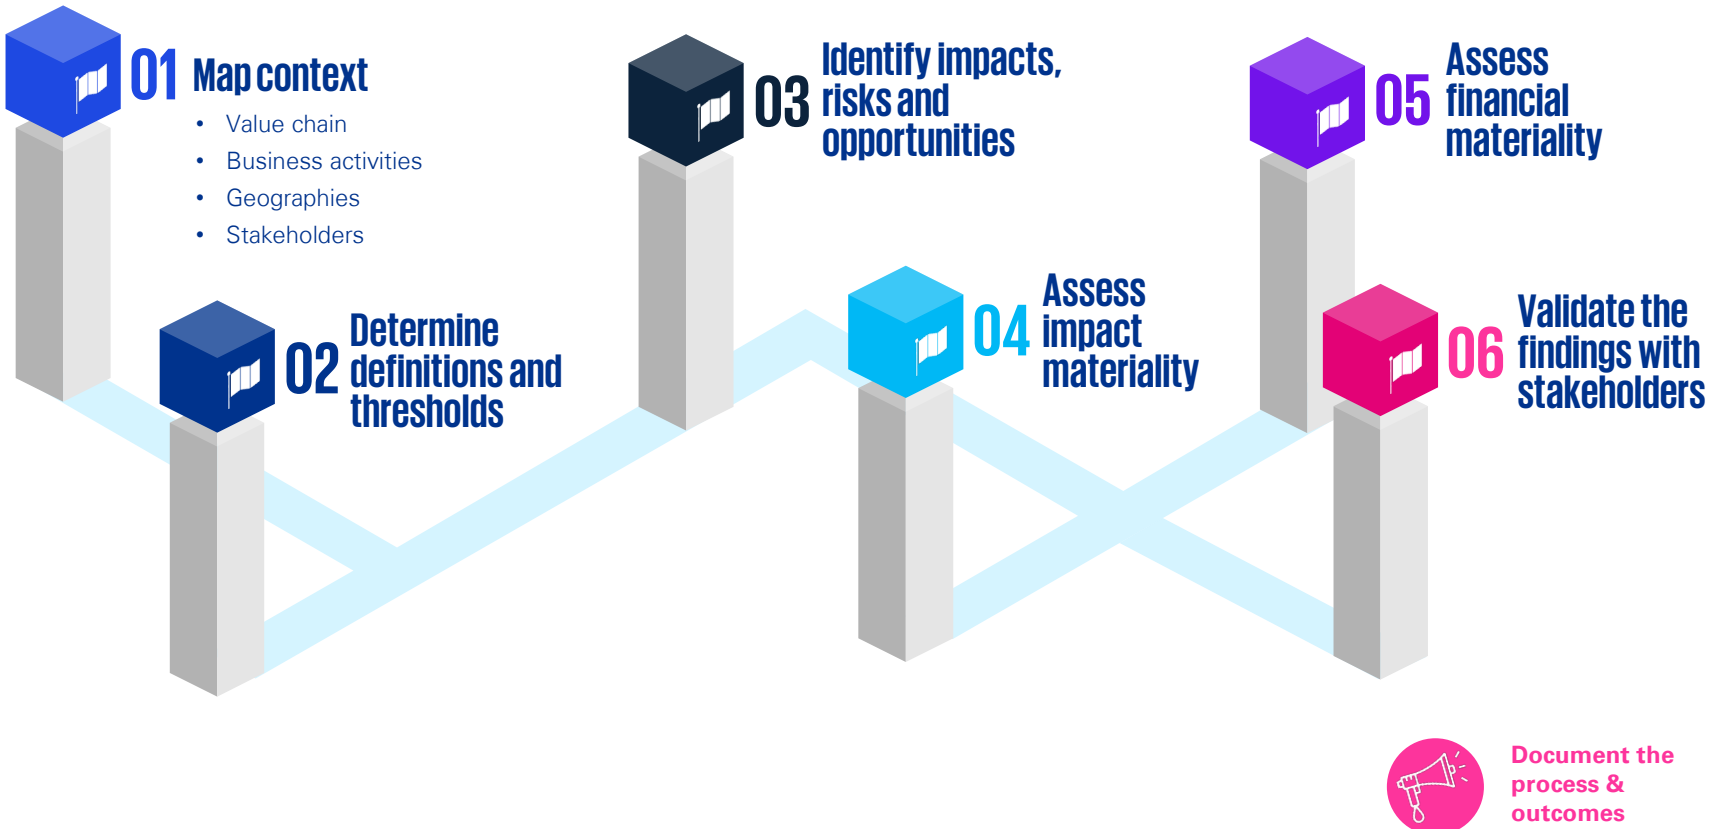 01
Map context
• Value chain
• Business activities
• Geographies
• Stakeholders
02
Determine
definitions and
thresholds
03
Identify impacts,
risks and
opportunities
04
Assess
impact
materiality
05
Assess
financial
materiality
06
Validate the
findings with
stakeholders
Document the
process &
outcomes